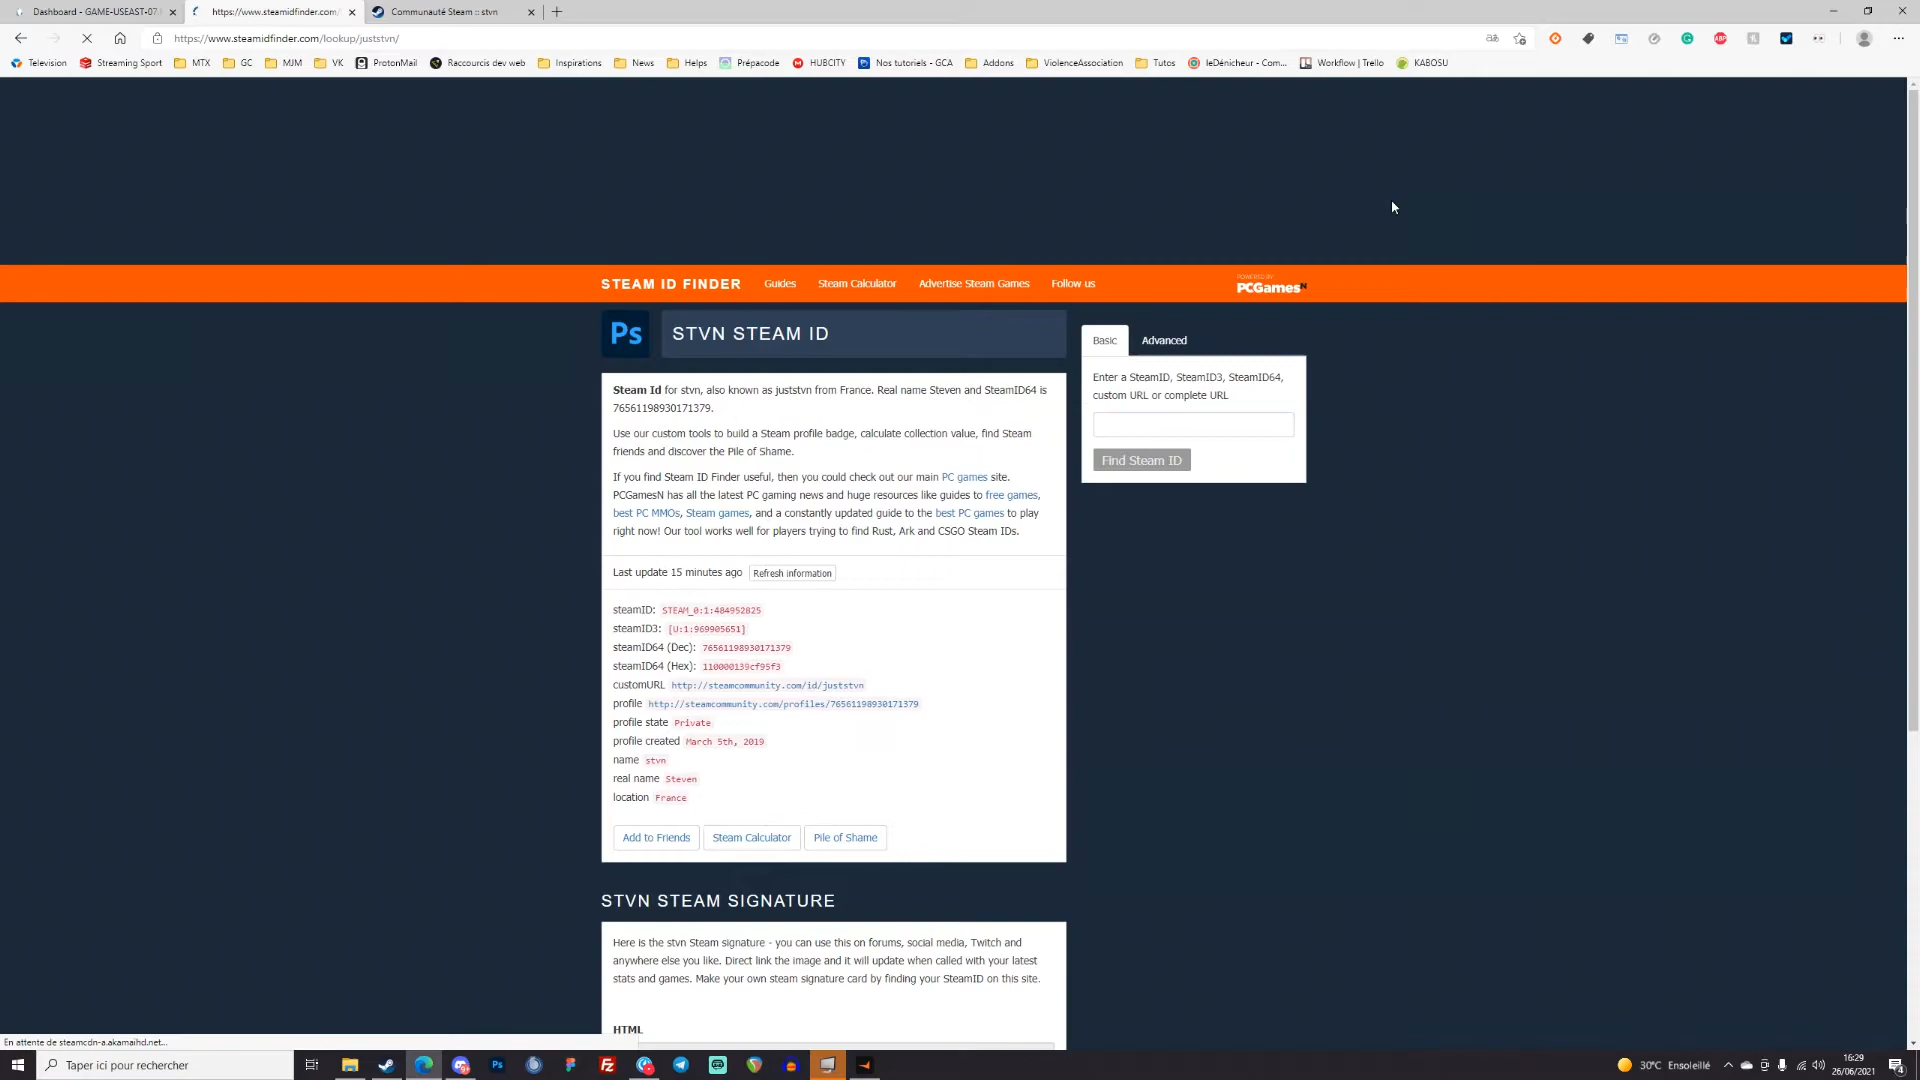 Dashboard - GAME-USEAST-07.
https://www.steamidfinder.com/
Communauté Steam :: stvn
https://www.steamidfinder.com/lookup/juststvn/
Television
Streaming Sport
MTX
GC
MJM
VK
ProtonMail
Raccourcis dev web
Inspirations
News
Helps
Prépacode
HUBCITY
Nos tutoriels - GCA
Addons
ViolenceAssociation
Tutos
leDénicheur - Com...
Workflow | Trello
KABOSU
STEAM ID FINDER
Guides
Steam Calculator
Advertise Steam Games
Follow us
POWERED BY
PCGamesN
Ps
STVN STEAM ID
Basic
Advanced
Enter a SteamID, SteamID3, SteamID64,
custom URL or complete URL
Find Steam ID
Steam Id for stvn, also known as juststvn from France. Real name Steven and SteamID64 is
76561198930171379.
Use our custom tools to build a Steam profile badge, calculate collection value, find Steam
friends and discover the Pile of Shame.
If you find Steam ID Finder useful, then you could check out our main PC games site.
PCGamesN has all the latest PC gaming news and huge resources like guides to free games,
best PC MMOs, Steam games, and a constantly updated guide to the best PC games to play
right now! Our tool works well for players trying to find Rust, Ark and CSGO Steam IDs.
Last update 15 minutes ago
Refresh information
steamID: STEAM_0:1:484952825
steamID3: [U:1:969905651]
steamID64 (Dec): 76561198930171379
steamID64 (Hex): 110000139cf95f3
customURL http://steamcommunity.com/id/juststvn
profile http://steamcommunity.com/profiles/76561198930171379
profile state Private
profile created March 5th, 2019
name stvn
real name Steven
location France
Add to Friends
Steam Calculator
Pile of Shame
STVN STEAM SIGNATURE
Here is the stvn Steam signature - you can use this on forums, social media, Twitch and
anywhere else you like. Direct link the image and it will update when called with your latest
stats and games. Make your own steam signature card by finding your SteamID on this site.
HTML
En attente de steamcdn-a.akamaihd.net...
Taper ici pour rechercher
Ps
30°C Ensoleillé
16:29
26/06/2021